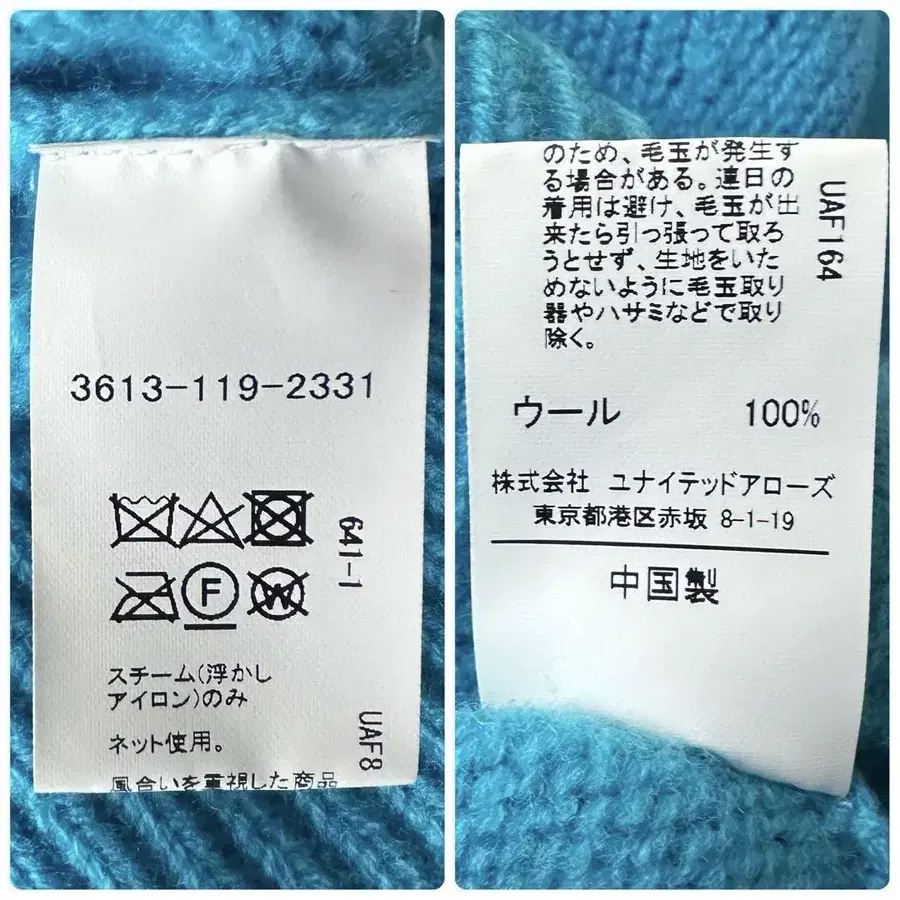 3613-119-2331
641-1
F
W
スチーム(浮かし
アイロン)のみ
ネット使用。
UAF8
風合いを重視した商品
のため、毛玉が発生す
る場合がある。連日の
着用は避け、毛玉が出
来たら引っ張って取ろ
うとせず、生地をいた
めないように毛玉取り
器やハサミなどで取り
除く。
UAF164
ウール 100%
株式会社 ユナイテッドアローズ
東京都港区赤坂 8-1-19
中国製